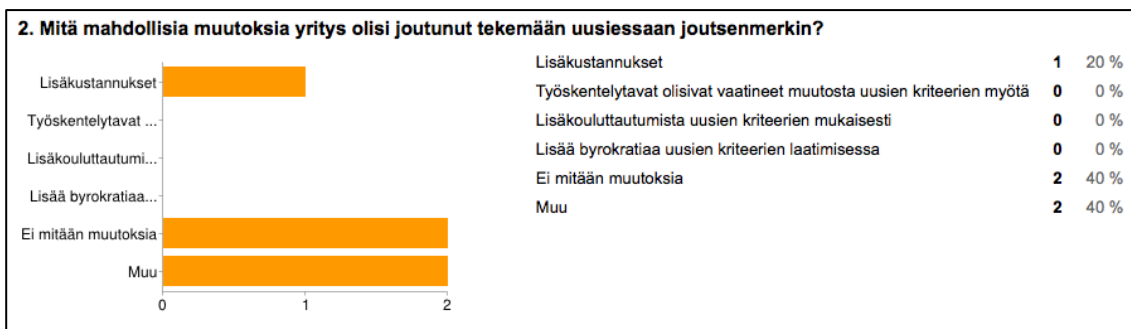 2. Mitä mahdollisia muutoksia yritys olisi joutunut tekemään uusiessaan joutsenmerkin?
Lisäkustannukset
Työskentelytavat ...
Lisäkouluttautumi...
Lisää byrokratiaa...
Ei mitään muutoksia
Muu
0 1 2
Lisäkustannukset 1 20 %
Työskentelytavat olisivat vaatineet muutosta uusien kriteerien myötä 0 0 %
Lisäkouluttautumista uusien kriteerien mukaisesti 0 0 %
Lisää byrokratiaa uusien kriteerien laatimisessa 0 0 %
Ei mitään muutoksia 2 40 %
Muu 2 40 %